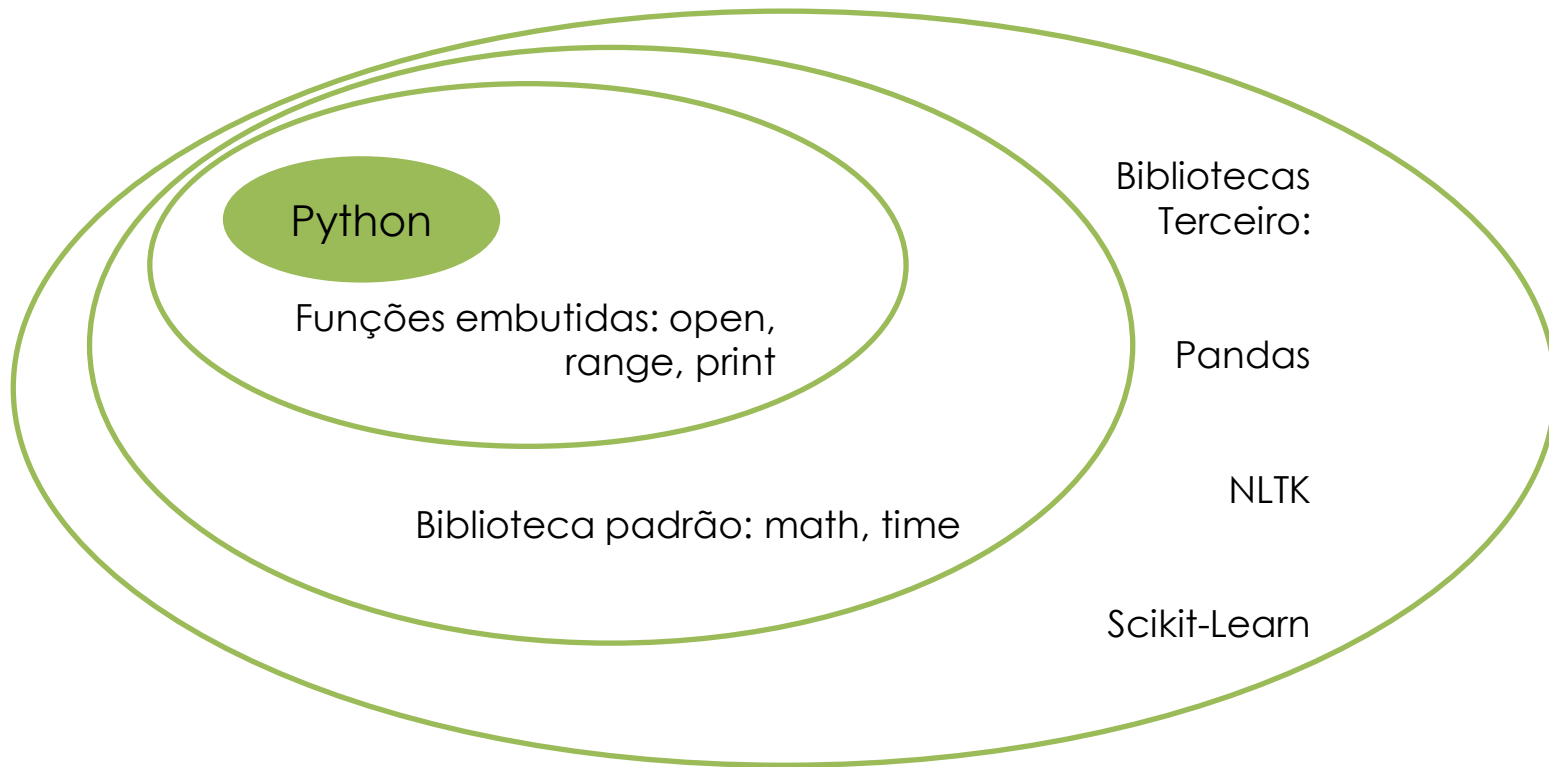 Python
Funções embutidas: open,
range, print
Biblioteca padrão: math, time
Bibliotecas
Terceiro:
Pandas
NLTK
Scikit-Learn